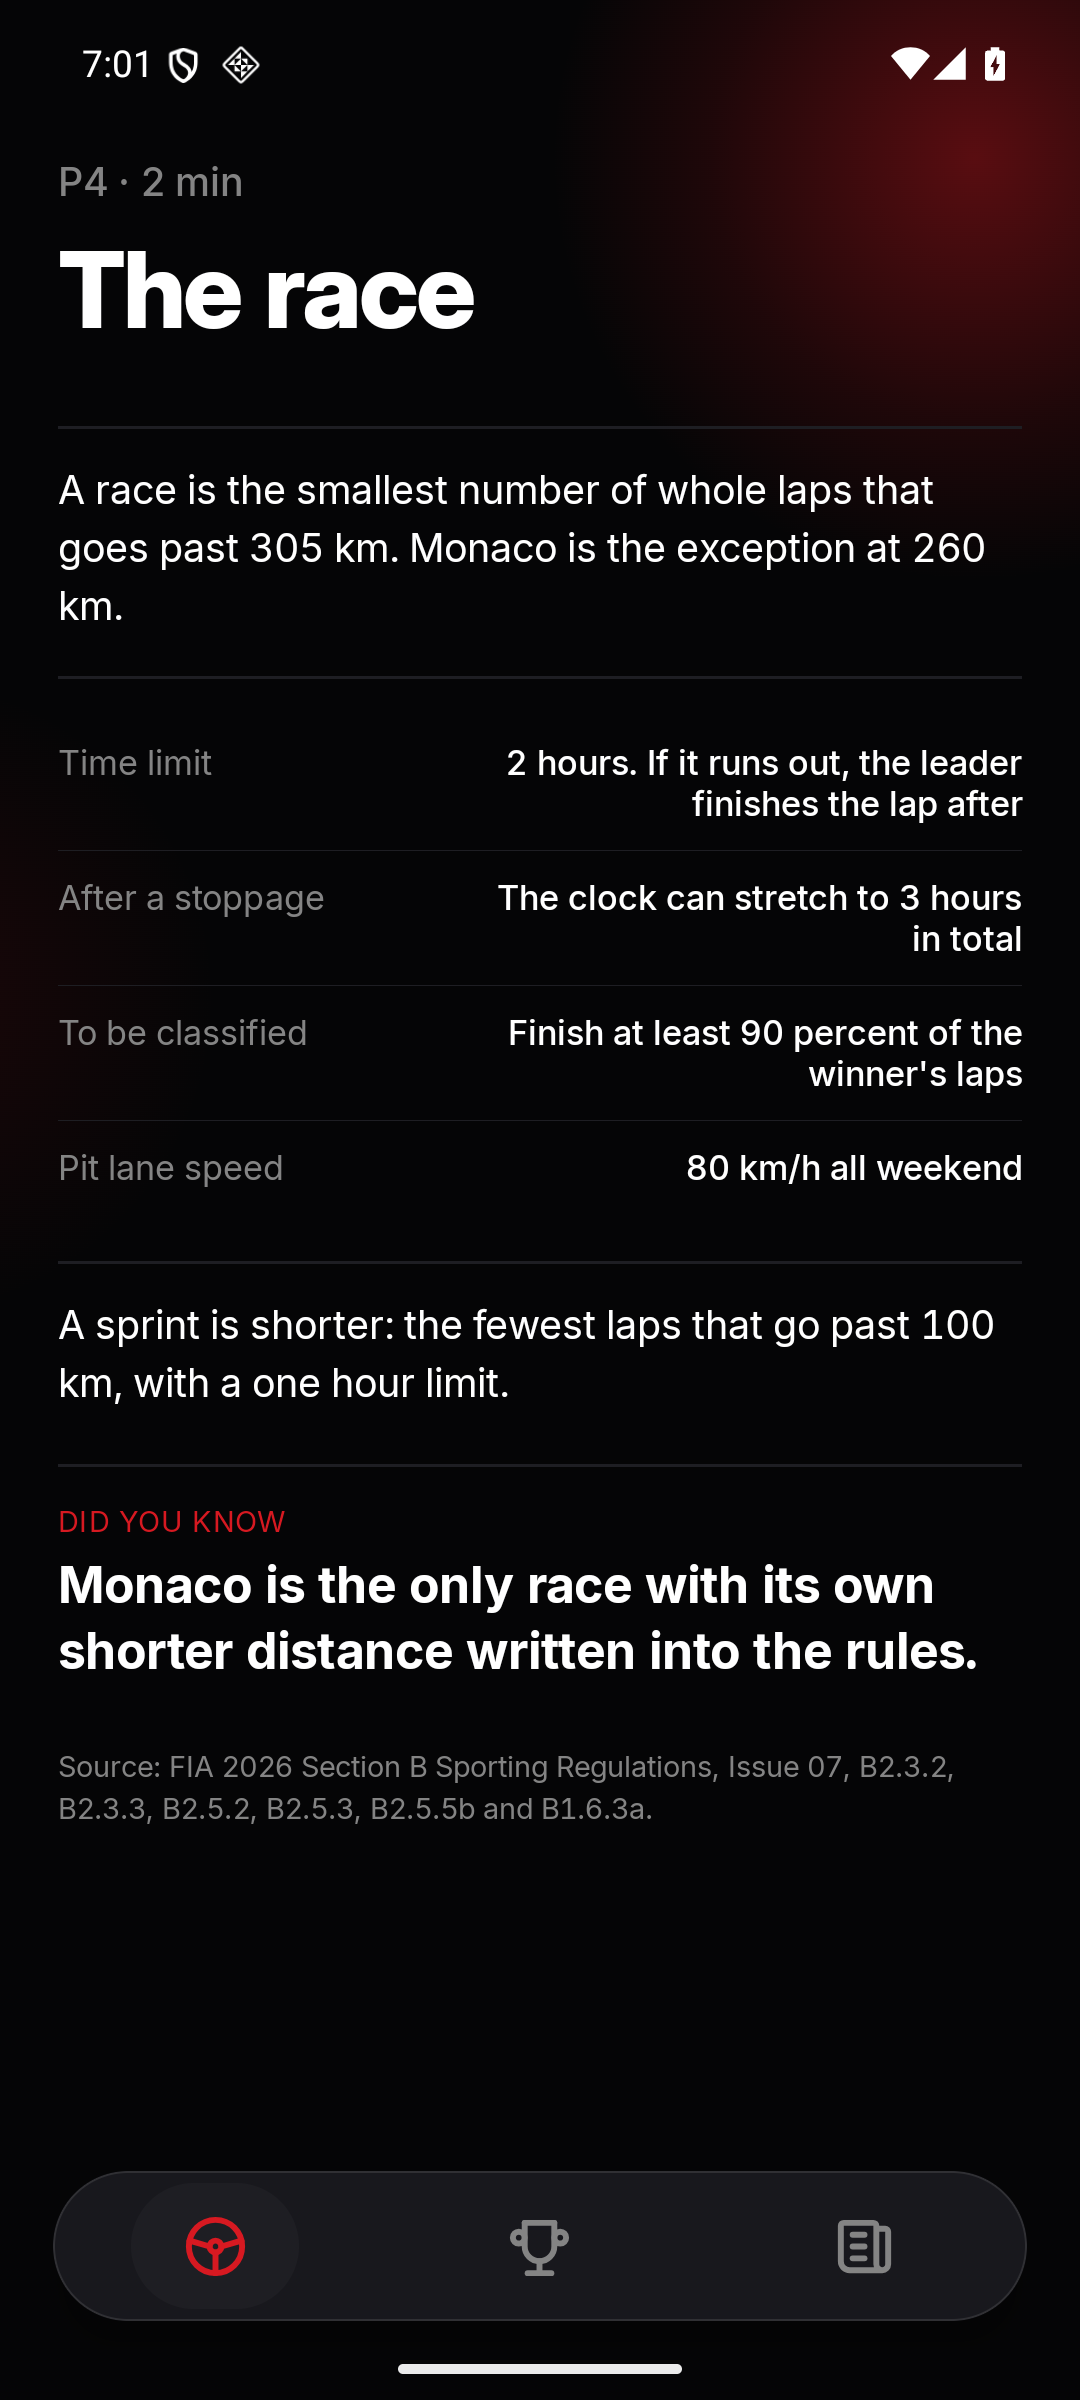 7:01
P4 · 2 min
The race
A race is the smallest number of whole laps that
goes past 305 km. Monaco is the exception at 260
km.
Time limit
2 hours. If it runs out, the leader
finishes the lap after
After a stoppage
The clock can stretch to 3 hours
in total
To be classified
Finish at least 90 percent of the
winner's laps
Pit lane speed
80 km/h all weekend
A sprint is shorter: the fewest laps that go past 100
km, with a one hour limit.
DID YOU KNOW
Monaco is the only race with its own
shorter distance written into the rules.
Source: FIA 2026 Section B Sporting Regulations, Issue 07, B2.3.2,
B2.3.3, B2.5.2, B2.5.3, B2.5.5b and B1.6.3a.